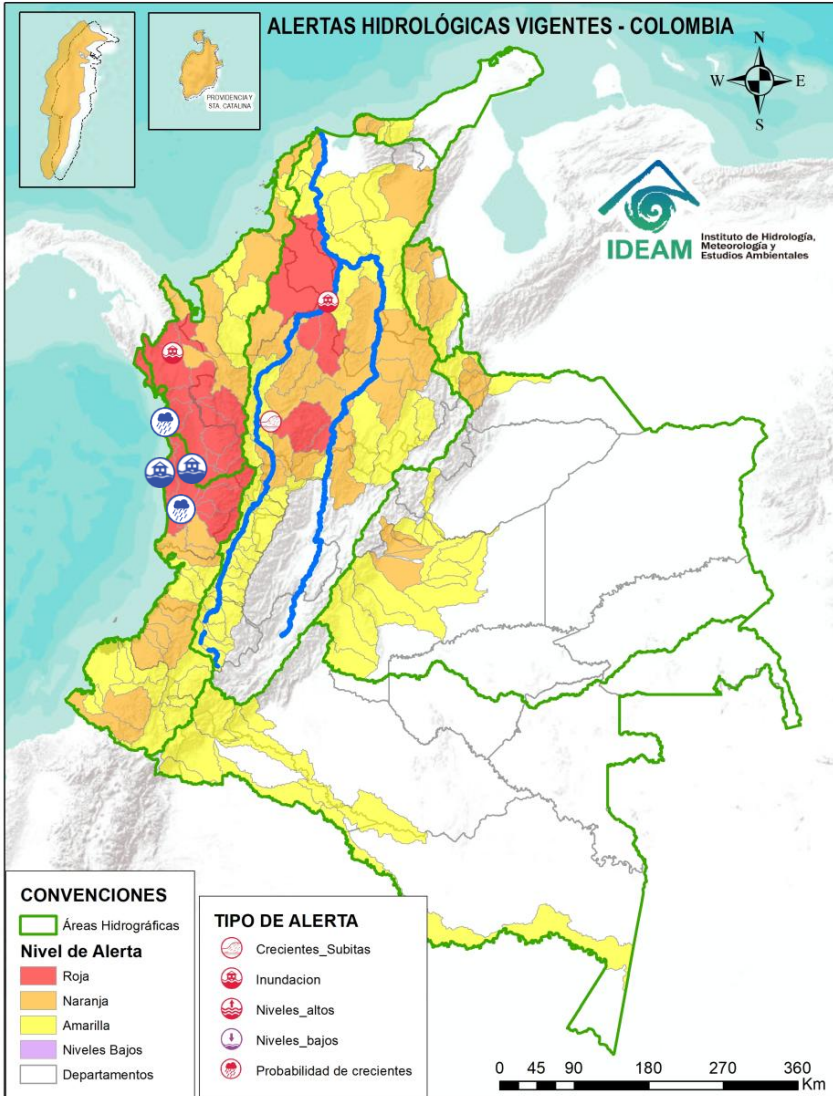 ALERTAS HIDROLÓGICAS VIGENTES - COLOMBIA
PROVIDENCIA Y
STA. CATALINA
N
W
E
S
IDEAM
Instituto de Hidrología,
Meteorología y
Estudios Ambientales
CONVENCIONES
Áreas Hidrográficas
Nivel de Alerta
Roja
Naranja
Amarilla
Niveles Bajos
Departamentos
TIPO DE ALERTA
Crecientes_Subitas
Inundacion
Niveles_altos
Niveles_bajos
Probabilidad de crecientes
0 45 90 180 270 360
Km